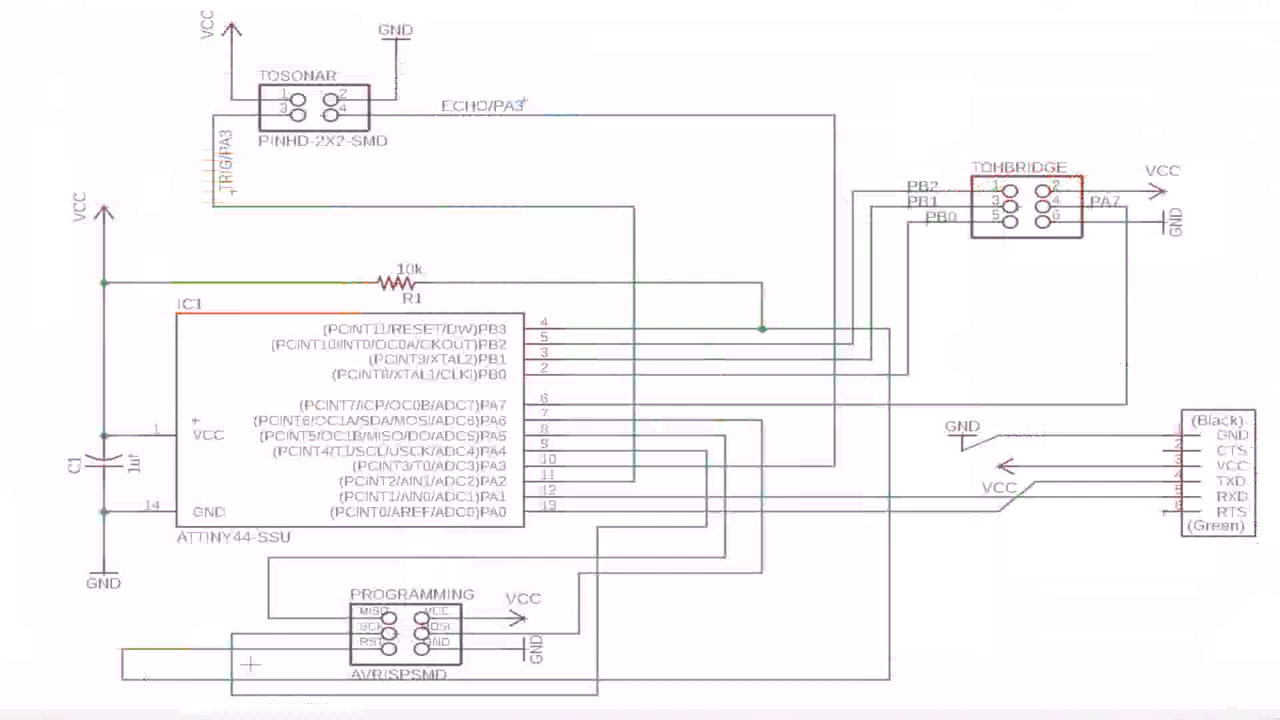 VCC
GND
TOSONAR
1 2
3 4
ECHO/PA3
PINHD-2X2-SMD
TRIG/PA3
TOHBRIDGE
VCC
PB2 1 2
PB1 3 4 PA7
PB0 5 6
GND
VCC
10k
R1
IC1
(PCINT11/RESET/DW)PB3 4
(PCINT10/INT0/OC0A/CKOUT)PB2 5
(PCINT9/XTAL2)PB1 3
(PCINT8/XTAL1/CLKI)PB0 2
(PCINT7/ICP/OC0B/ADC7)PA7 6
(PCINT6/OC1A/SDA/MOSI/ADC6)PA6 7
(PCINT5/OC1B/MISO/DO/ADC5)PA5 8
(PCINT4/T1/SCL/USCK/ADC4)PA4 9
(PCINT3/T0/ADC3)PA3 10
(PCINT2/AIN1/ADC2)PA2 11
(PCINT1/AIN0/ADC1)PA1 12
(PCINT0/AREF/ADC0)PA0 13
1 VCC
14 GND
C1
1uf
GND
ATTINY44-SSU
(Black)
GND
GND
CTS
VCC
VCC
TXD
RXD
RTS
(Green)
PROGRAMMING
MISO VCC
SCK MOSI
RST GND
VCC
GND
AVRISPSMD